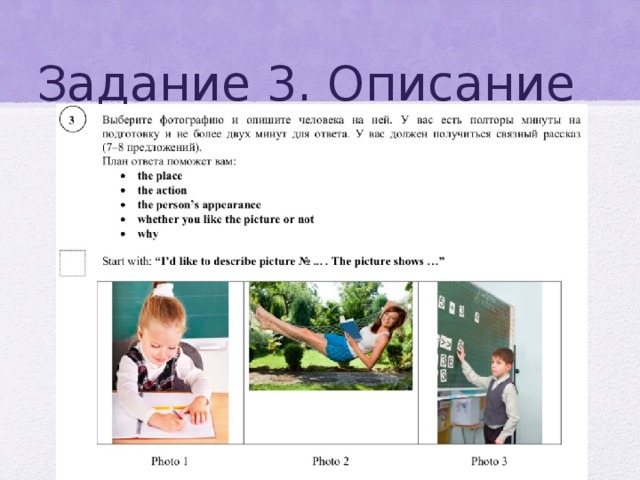 Задание 3. Описание
3
Выберите фотографию и опишите человека на ней. У вас есть полторы минуты на
подготовку и не более двух минут для ответа. У вас должен получиться связный рассказ
(7–8 предложений).
План ответа поможет вам:
• the place
• the action
• the person's appearance
• whether you like the picture or not
• why
Start with: “I’d like to describe picture № ... . The picture shows …”
5 + 3 4
Photo 1 Photo 2 Photo 3